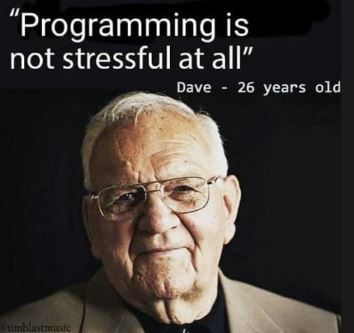 “Programming is
not stressful at all”
Dave - 26 years old
@timblastmusic